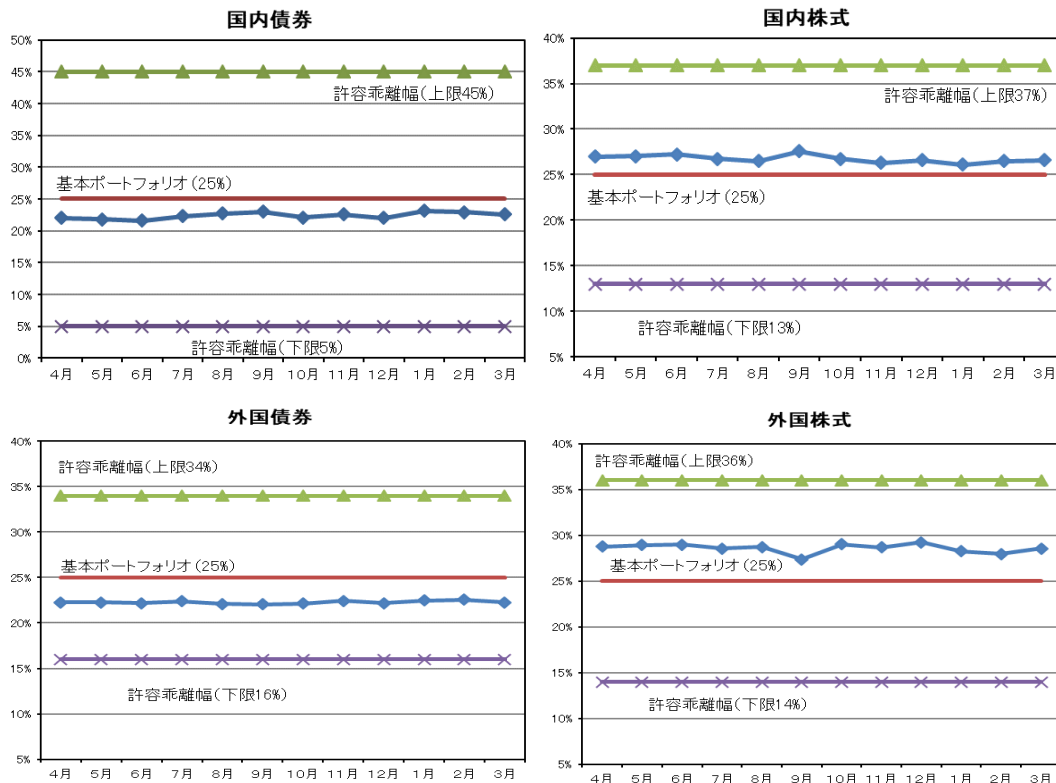 国内債券
50%
45%
40%
35%
30%
25%
20%
15%
10%
5%
0%
許容乖離幅(上限45%)
基本ポートフォリオ(25%)
許容乖離幅(下限5%)
4月 5月 6月 7月 8月 9月 10月 11月 12月 1月 2月 3月
国内株式
40%
35%
30%
25%
20%
15%
10%
5%
許容乖離幅(上限37%)
基本ポートフォリオ(25%)
許容乖離幅(下限13%)
4月 5月 6月 7月 8月 9月 10月 11月 12月 1月 2月 3月
外国債券
40%
35%
30%
25%
20%
15%
10%
5%
許容乖離幅(上限34%)
基本ポートフォリオ(25%)
許容乖離幅(下限16%)
4月 5月 6月 7月 8月 9月 10月 11月 12月 1月 2月 3月
外国株式
40%
35%
30%
25%
20%
15%
10%
5%
許容乖離幅(上限36%)
基本ポートフォリオ(25%)
許容乖離幅(下限14%)
4月 5月 6月 7月 8月 9月 10月 11月 12月 1月 2月 3月